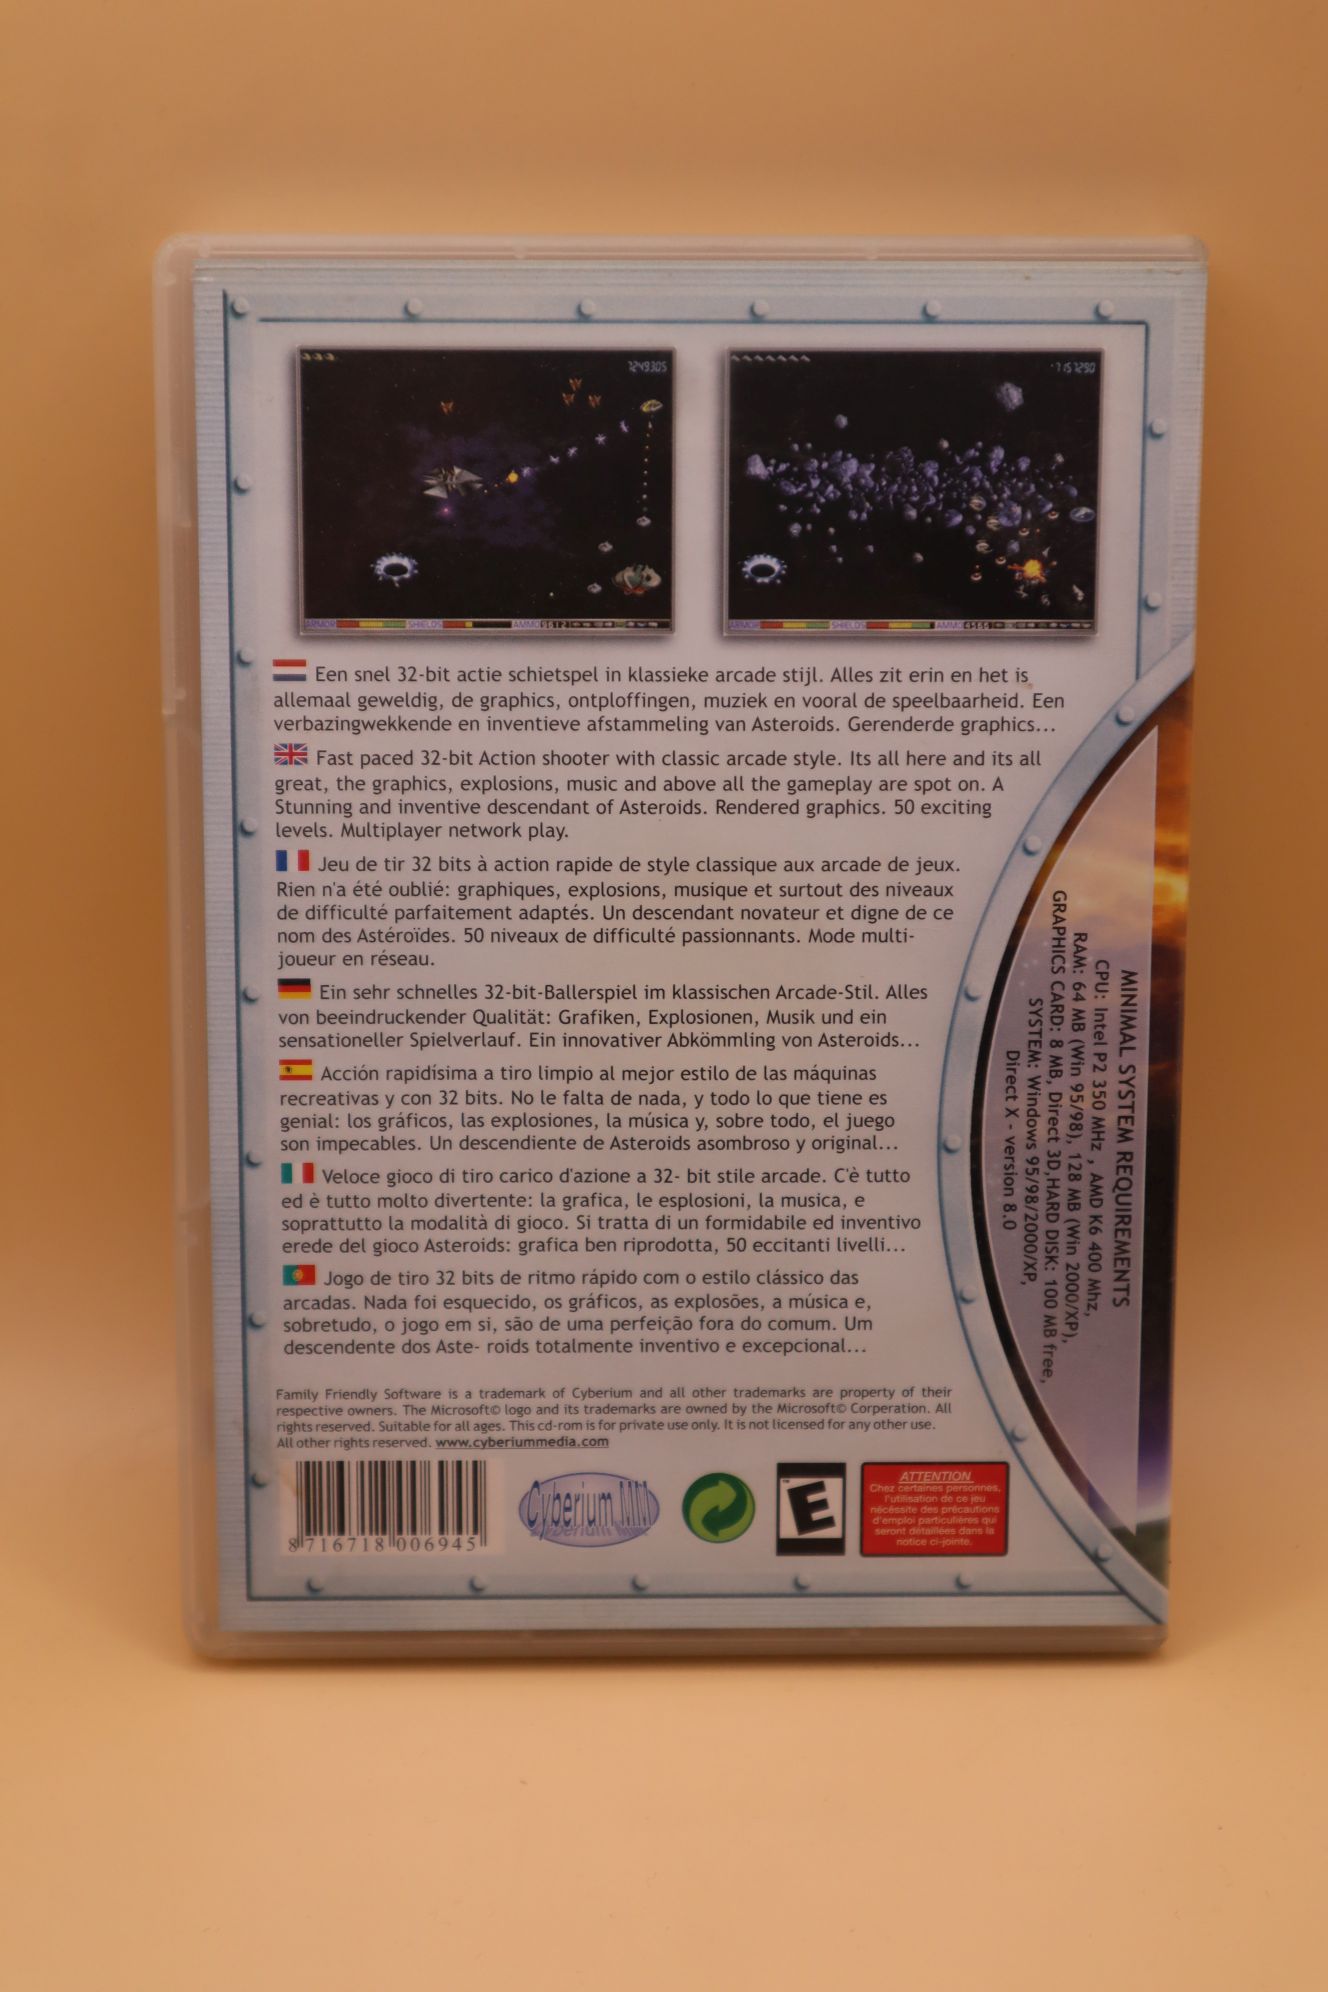 7249305
7157290
ARMOR SHIELDS AMMO 9612
ARMOR SHIELDS AMMO 4566
Een snel 32-bit actie schietspel in klassieke arcade stijl. Alles zit erin en het is
allemaal geweldig, de graphics, ontploffingen, muziek en vooral de speelbaarheid. Een
verbazingwekkende en inventieve afstammeling van Asteroids. Gerenderde graphics...
Fast paced 32-bit Action shooter with classic arcade style. Its all here and its all
great, the graphics, explosions, music and above all the gameplay are spot on. A
Stunning and inventive descendant of Asteroids. Rendered graphics. 50 exciting
levels. Multiplayer network play.
Jeu de tir 32 bits à action rapide de style classique aux arcade de jeux.
Rien n'a été oublié: graphiques, explosions, musique et surtout des niveaux
de difficulté parfaitement adaptés. Un descendant novateur et digne de ce
nom des Astéroïdes. 50 niveaux de difficulté passionnants. Mode multi-
joueur en réseau.
Ein sehr schnelles 32-bit-Ballerspiel im klassischen Arcade-Stil. Alles
von beeindruckender Qualität: Grafiken, Explosionen, Musik und ein
sensationeller Spielverlauf. Ein innovativer Abkömmling von Asteroids...
Acción rapidísima a tiro limpio al mejor estilo de las máquinas
recreativas y con 32 bits. No le falta de nada, y todo lo que tiene es
genial: los gráficos, las explosiones, la música y, sobre todo, el juego
son impecables. Un descendiente de Asteroids asombroso y original...
Veloce gioco di tiro carico d'azione a 32- bit stile arcade. C'è tutto
ed è tutto molto divertente: la grafica, le esplosioni, la musica, e
soprattutto la modalità di gioco. Si tratta di un formidabile ed inventivo
erede del gioco Asteroids: grafica ben riprodotta, 50 eccitanti livelli...
Jogo de tiro 32 bits de ritmo rápido com o estilo clássico das
arcadas. Nada foi esquecido, os gráficos, as explosões, a música e,
sobretudo, o jogo em si, são de uma perfeição fora do comum. Um
descendente dos Aste- roids totalmente inventivo e excepcional...
MINIMAL SYSTEM REQUIREMENTS
CPU: Intel P2 350 MHz , AMD K6 400 Mhz,
RAM: 64 MB (Win 95/98), 128 MB (Win 2000/XP),
GRAPHICS CARD: 8 MB, Direct 3D,HARD DISK: 100 MB free,
SYSTEM: Windows 95/98/2000/XP,
Direct X - version 8.0
Family Friendly Software is a trademark of Cyberium and all other trademarks are property of their
respective owners. The Microsoft© logo and its trademarks are owned by the Microsoft© Corperation. All
rights reserved. Suitable for all ages. This cd-rom is for private use only. It is not licensed for any other use.
All other rights reserved. www.cyberiummedia.com
8 716718 006945
Cyberium MM
E
ATTENTION
Chez certaines personnes,
l'utilisation de ce jeu
nécéssite des précautions
d'emploi particulières qui
seront détaillées dans la
notice ci-jointe.